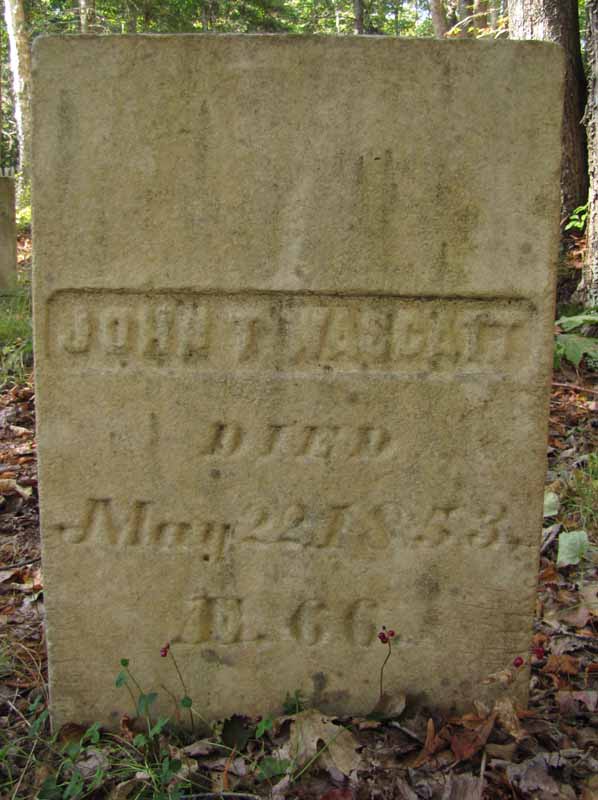 JOHN T WASGATT
DIED
May 22, 1853.
Æ. 66.